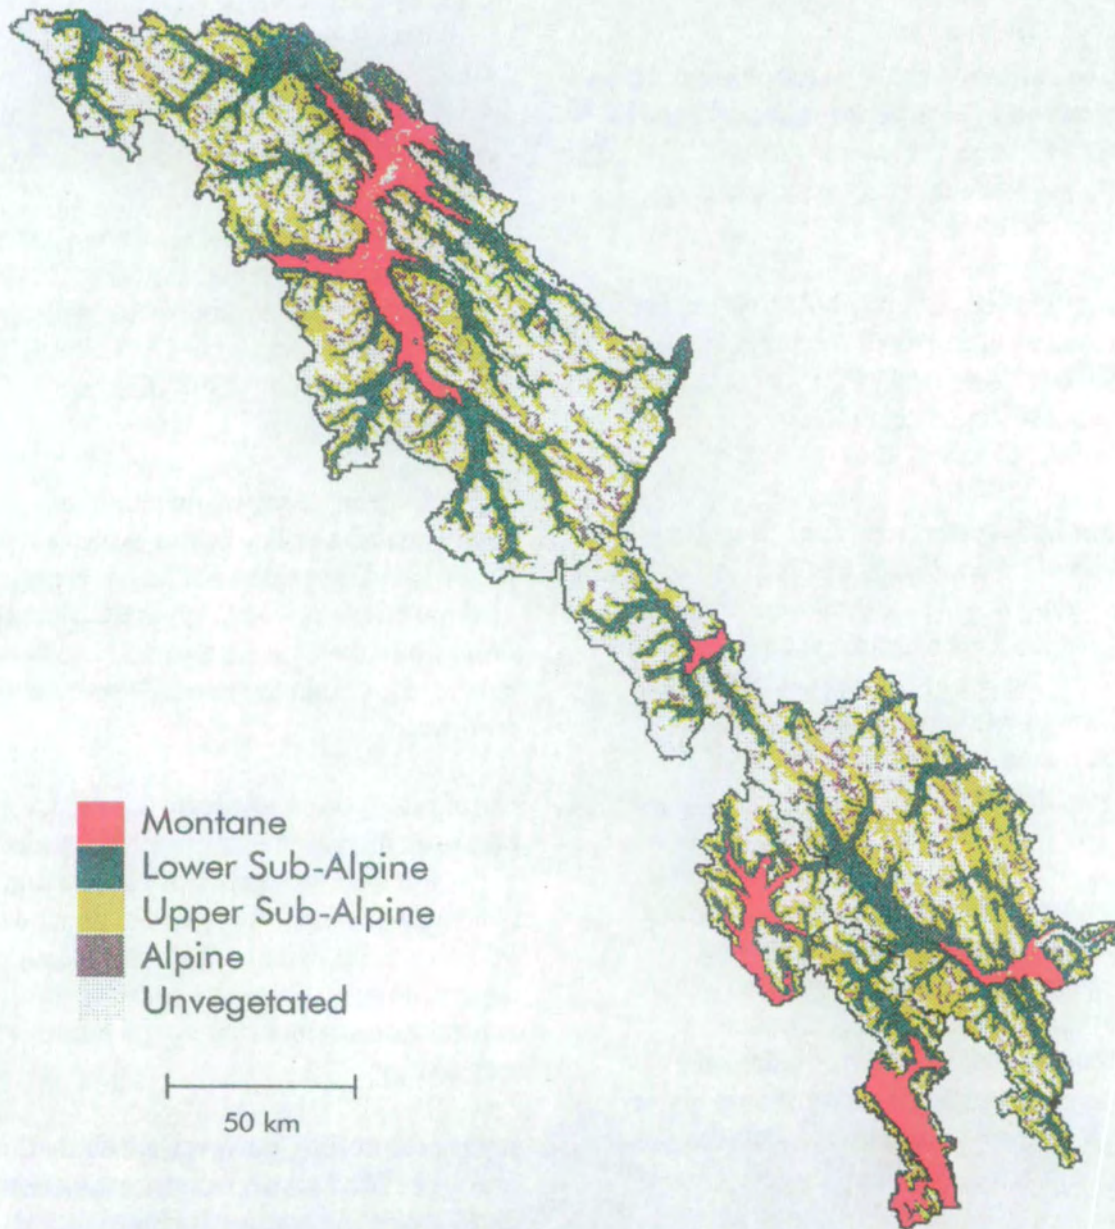 Montane
Lower Sub-Alpine
Upper Sub-Alpine
Alpine
Unvegetated
50 km